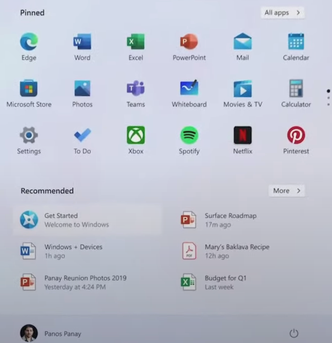 Pinned
All apps >
Edge
Word
Excel
PowerPoint
Mail
Calendar
Microsoft Store
Photos
Teams
Whiteboard
Movies & TV
Calculator
Settings
To Do
Xbox
Spotify
Netflix
Pinterest
Recommended
More >
Get Started
Welcome to Windows
Surface Roadmap
17m ago
Windows + Devices
1h ago
Mary's Baklava Recipe
12h ago
Panay Reunion Photos 2019
Yesterday at 4:24 PM
Budget for Q1
Last week
Panos Panay